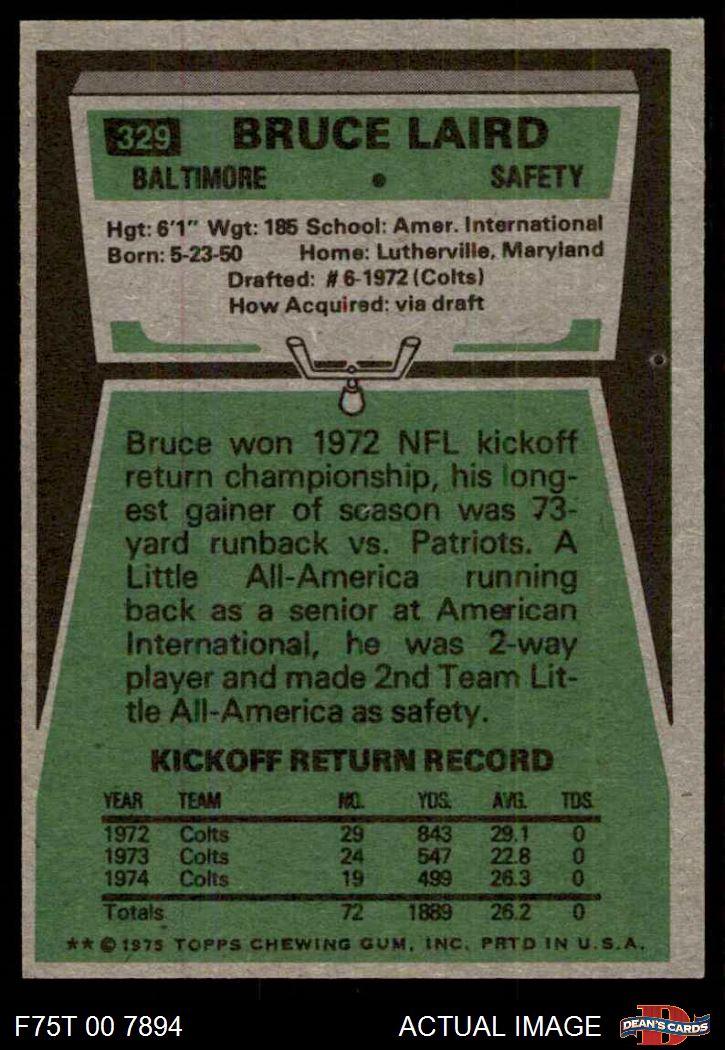 329 BRUCE LAIRD
BALTIMORE • SAFETY
Hgt: 6'1" Wgt: 185 School: Amer. International
Born: 5-23-50 Home: Lutherville, Maryland
Drafted: # 6-1972 (Colts)
How Acquired: via draft
Bruce won 1972 NFL kickoff
return championship, his long-
est gainer of season was 73-
yard runback vs. Patriots. A
Little All-America running
back as a senior at American
International, he was 2-way
player and made 2nd Team Lit-
tle All-America as safety.
KICKOFF RETURN RECORD
YEAR TEAM NO. YDS. AVG. TDS.
1972 Colts 29 843 29.1 0
1973 Colts 24 547 22.8 0
1974 Colts 19 499 26.3 0
Totals 72 1889 26.2 0
** © 1975 TOPPS CHEWING GUM, INC. PRTD IN U.S.A.
F75T 00 7894 ACTUAL IMAGE D DEAN'S CARDS